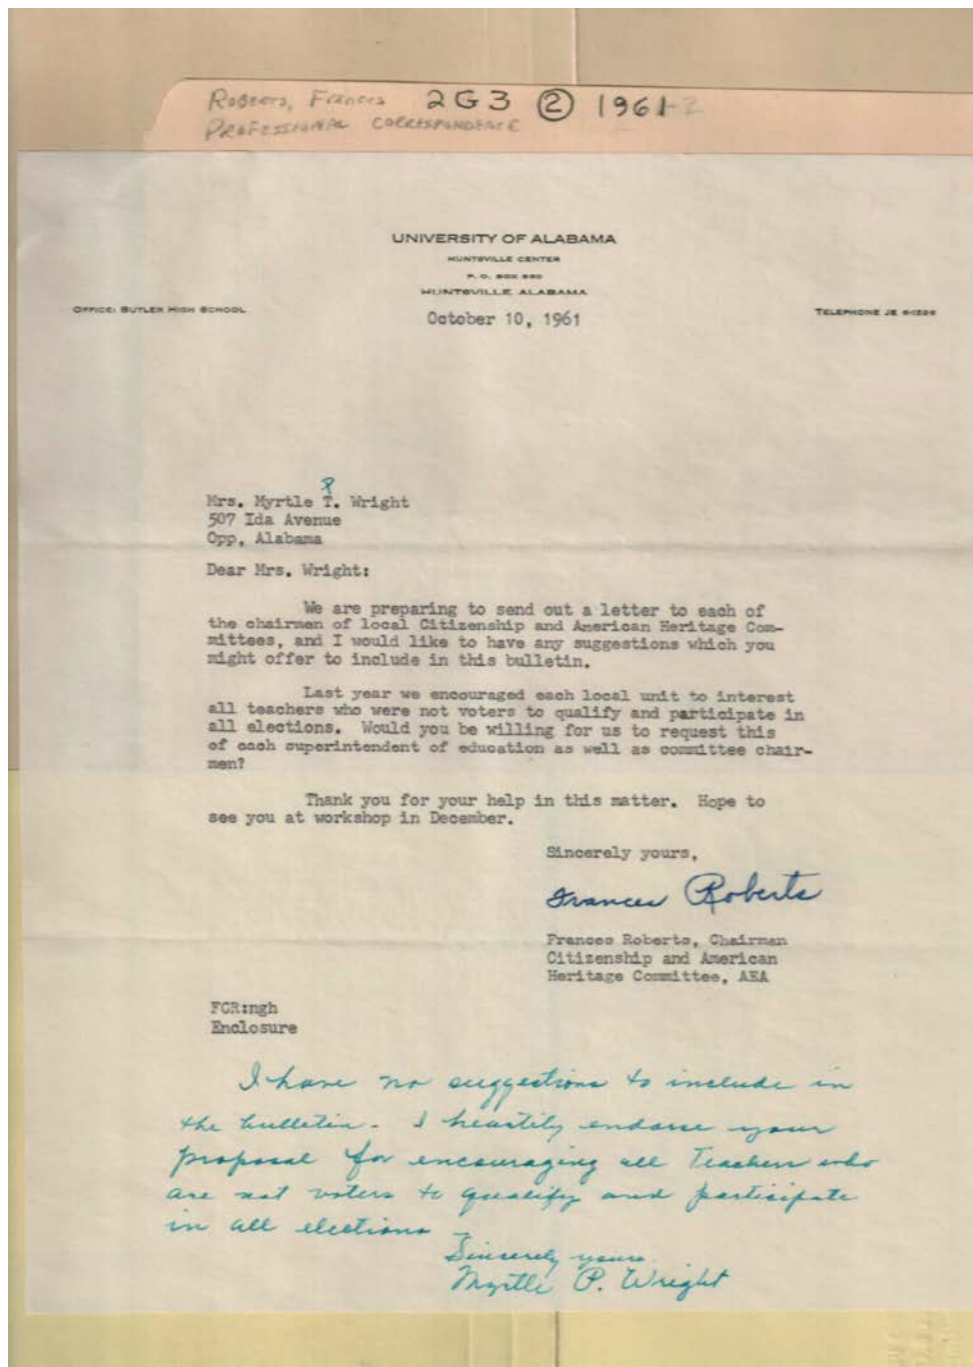 Roberts, Frances 2G3 ② 1961-2
PROFESSIONAL CORRESPONDENCE
UNIVERSITY OF ALABAMA
HUNTSVILLE CENTER
P. O. BOX
HUNTSVILLE, ALABAMA
OFFICE: BUTLER HIGH SCHOOL
October 10, 1961
TELEPHONE JE
P
Mrs. Myrtle T. Wright
507 Ida Avenue
Opp, Alabama
Dear Mrs. Wright:
We are preparing to send out a letter to each of
the chairmen of local Citizenship and American Heritage Com-
mittees, and I would like to have any suggestions which you
might offer to include in this bulletin.
Last year we encouraged each local unit to interest
all teachers who were not voters to qualify and participate in
all elections. Would you be willing for us to request this
of each superintendent of education as well as committee chair-
men?
Thank you for your help in this matter. Hope to
see you at workshop in December.
Sincerely yours,
Frances Roberts
Frances Roberts, Chairman
Citizenship and American
Heritage Committee, AEA
FCR:ngh
Enclosure
I have no suggestions to include in
the bulletin. I heartily endorse your
proposal for encouraging all Teachers who
are not voters to qualify and participate
in all elections
Sincerely yours
Myrtle P. Wright